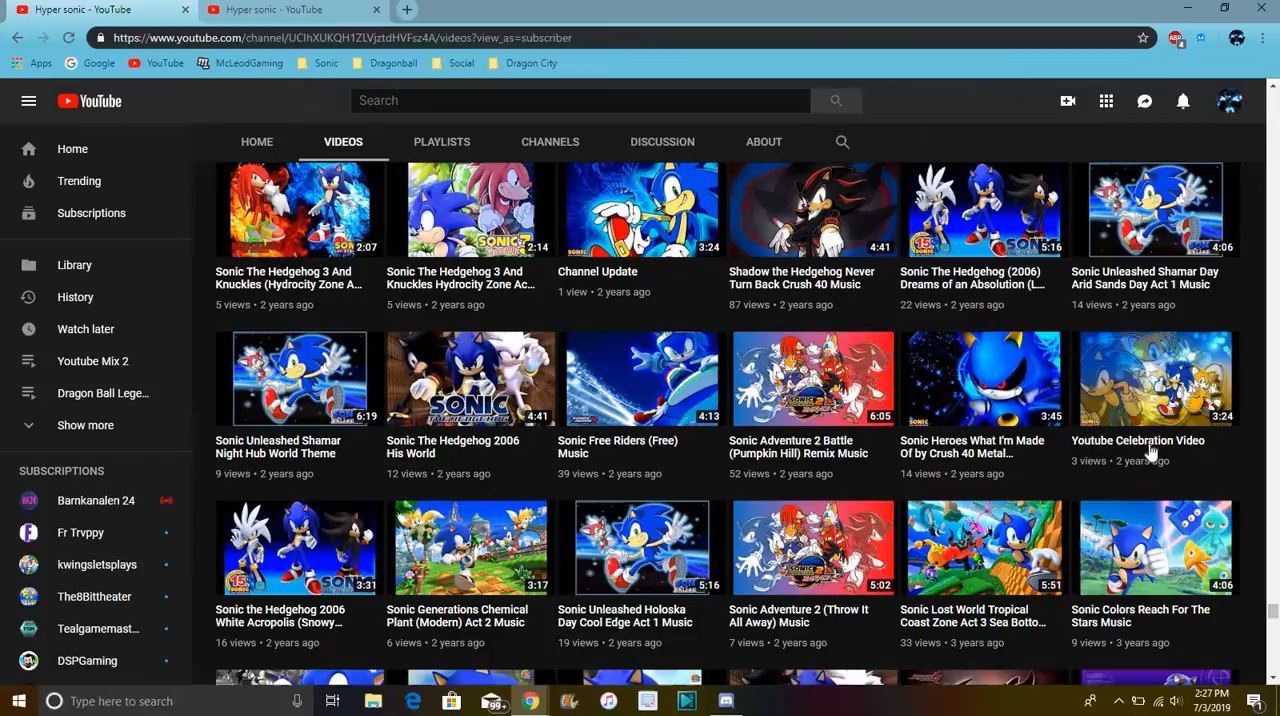 Hyper sonic - YouTube
Hyper sonic - YouTube
https://www.youtube.com/channel/UCIhXUKQH1ZLVjztdHVFsz4A/videos?view_as=subscriber
ABP
4
Apps Google YouTube McLeodGaming Sonic Dragonball Social Dragon City
YouTube
Search
HOME VIDEOS PLAYLISTS CHANNELS DISCUSSION ABOUT
Home
Trending
Subscriptions
Library
History
Watch later
Youtube Mix 2
Dragon Ball Lege...
Show more
SUBSCRIPTIONS
Barnkanalen 24
Fr Trvppy
kwingsletsplays
The8Bittheater
Tealgamemast...
DSPGaming
2:07 2:14 3:24 4:41 5:16 4:06
Sonic The Hedgehog 3 And
Knuckles (Hydrocity Zone A...
5 views • 2 years ago
Sonic The Hedgehog 3 And
Knuckles Hydrocity Zone Ac...
5 views • 2 years ago
Channel Update
1 view • 2 years ago
Shadow the Hedgehog Never
Turn Back Crush 40 Music
87 views • 2 years ago
Sonic The Hedgehog (2006)
Dreams of an Absolution (L...
22 views • 2 years ago
Sonic Unleashed Shamar Day
Arid Sands Day Act 1 Music
14 views • 2 years ago
6:19 4:41 4:13 6:05 3:45 3:24
Sonic Unleashed Shamar
Night Hub World Theme
9 views • 2 years ago
SONIC
Sonic The Hedgehog 2006
His World
12 views • 2 years ago
Sonic Free Riders (Free)
Music
39 views • 2 years ago
Sonic Adventure 2 Battle
(Pumpkin Hill) Remix Music
52 views • 2 years ago
Sonic Heroes What I'm Made
Of by Crush 40 Metal...
14 views • 2 years ago
Youtube Celebration Video
3 views • 2 years ago
3:31 3:17 5:16 5:02 5:51 4:06
Sonic the Hedgehog 2006
White Acropolis (Snowy...
16 views • 2 years ago
Sonic Generations Chemical
Plant (Modern) Act 2 Music
6 views • 2 years ago
Sonic Unleashed Holoska
Day Cool Edge Act 1 Music
19 views • 2 years ago
Sonic Adventure 2 (Throw It
All Away) Music
7 views • 2 years ago
Sonic Lost World Tropical
Coast Zone Act 3 Sea Botto...
33 views • 3 years ago
Sonic Colors Reach For The
Stars Music
9 views • 3 years ago
Type here to search
99+
2:27 PM
7/3/2019
1